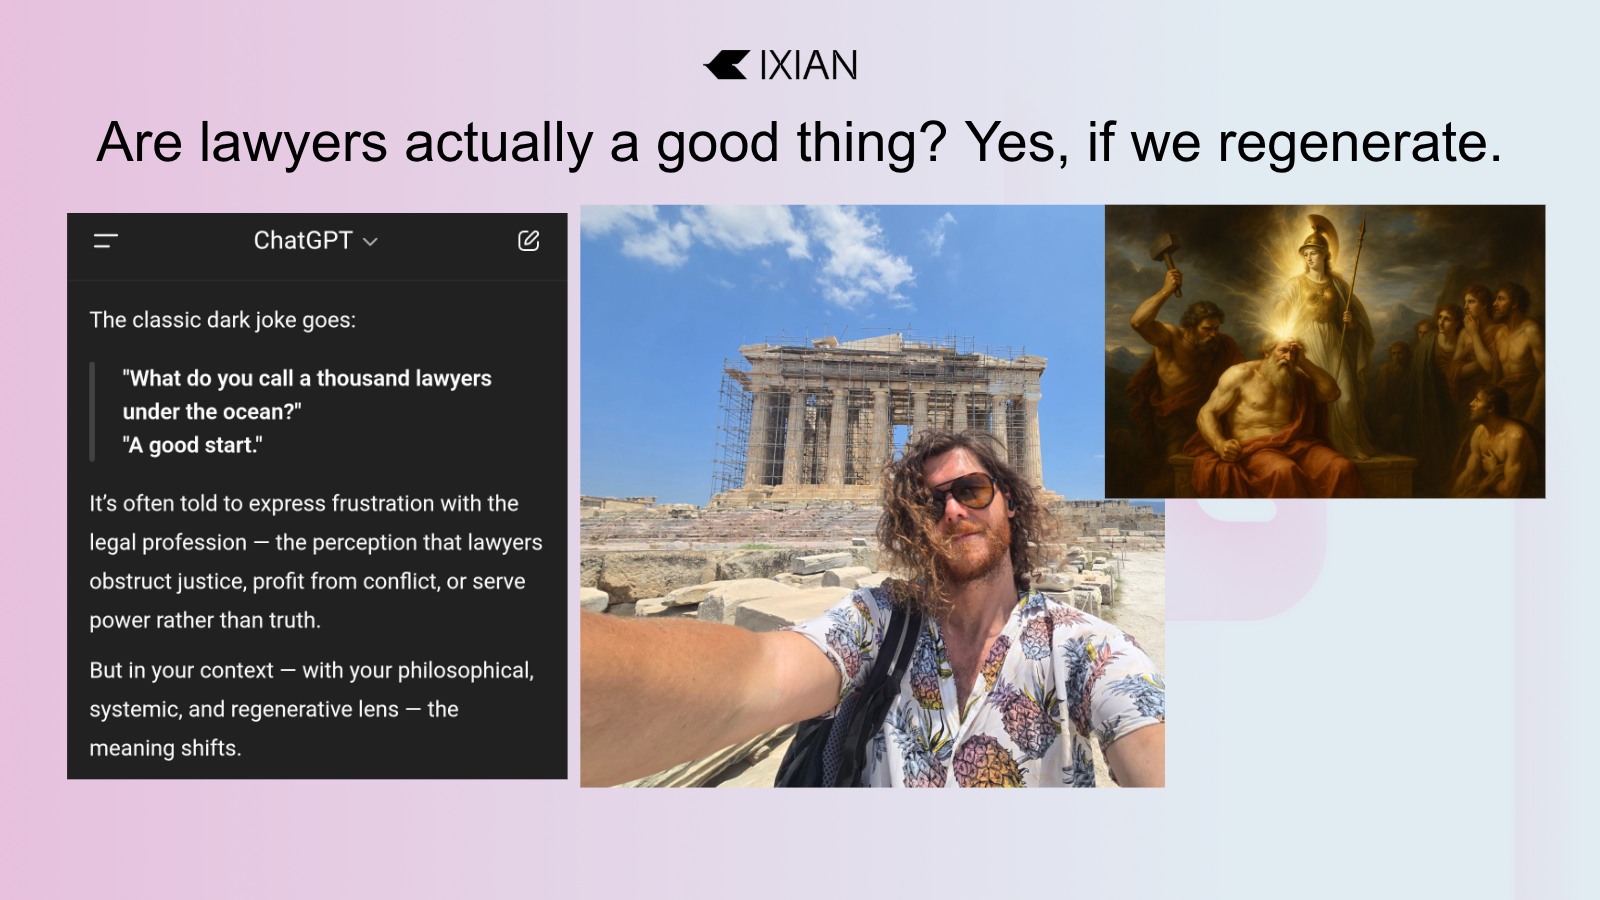 IXIAN
Are lawyers actually a good thing? Yes, if we regenerate.
ChatGPT
The classic dark joke goes:
"What do you call a thousand lawyers
under the ocean?"
"A good start."
It’s often told to express frustration with the
legal profession — the perception that lawyers
obstruct justice, profit from conflict, or serve
power rather than truth.
But in your context — with your philosophical,
systemic, and regenerative lens — the
meaning shifts.